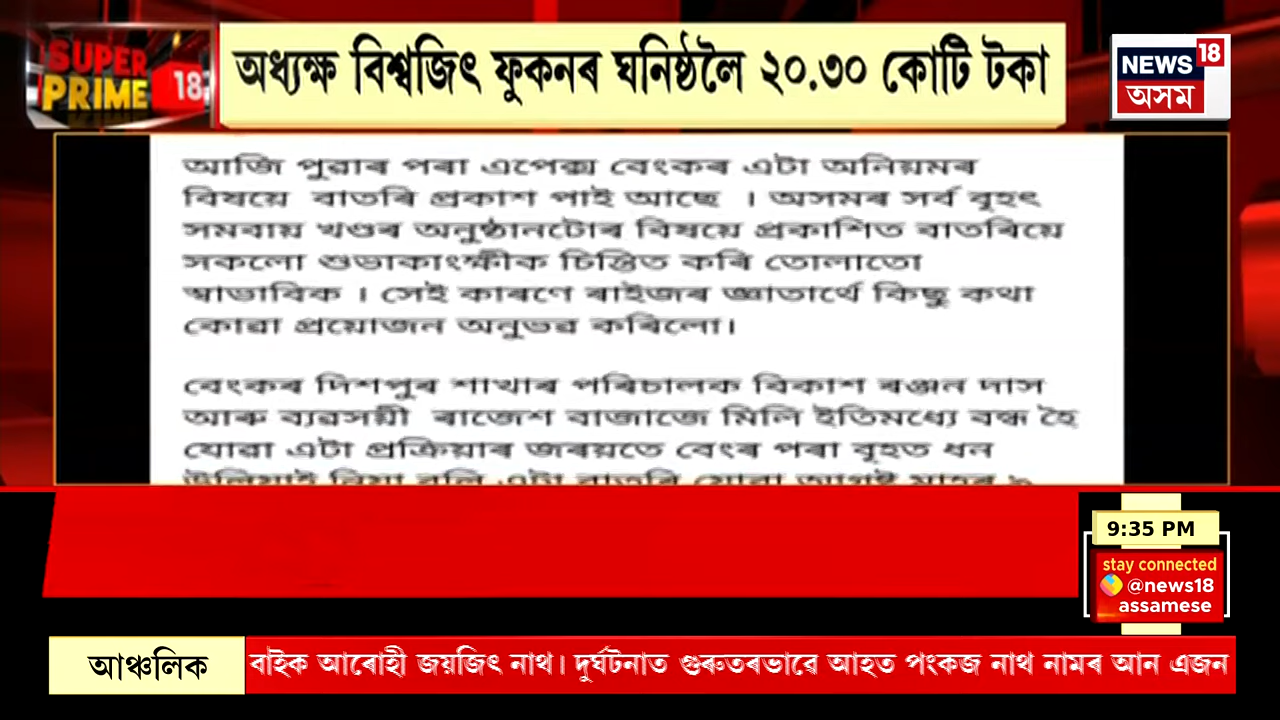 SUPER
PRIME
18
অধ্যক্ষ বিশ্বজিৎ ফুকনৰ ঘনিষ্ঠলৈ ২০.৩০ কোটি টকা
NEWS 18
অসম
আজি পুৱাৰ পৰা এপেক্স বেংকৰ এটা অনিয়মৰ
বিষয়ে বাতৰি প্ৰকাশ পাই আছে । অসমৰ সৰ্ব বৃহৎ
সমবায় খণ্ডৰ অনুষ্ঠানটোৰ বিষয়ে প্ৰকাশিত বাতৰিয়ে
সকলো শুভাকাংক্ষীক চিন্তিত কৰি তোলাতো
স্বাভাবিক । সেই কাৰণে ৰাইজৰ জ্ঞাতাৰ্থে কিছু কথা
কোৱা প্ৰয়োজন অনুভৱ কৰিলো।
বেংকৰ দিশপুৰ শাখাৰ পৰিচালক বিকাশ ৰঞ্জন দাস
আৰু ব্যৱসয়ী ৰাজেশ বাজাজে মিলি ইতিমধ্যে বন্ধ হৈ
যোৱা এটা প্ৰক্ৰিয়াৰ জৰয়তে বেংৰ পৰা বৃহত ধন
9:35 PM
stay connected
@news18
assamese
আঞ্চলিক
বাইক আৰোহী জয়জিৎ নাথ। দুৰ্ঘটনাত গুৰুতৰভাৱে আহত পংকজ নাথ নামৰ আন এজন